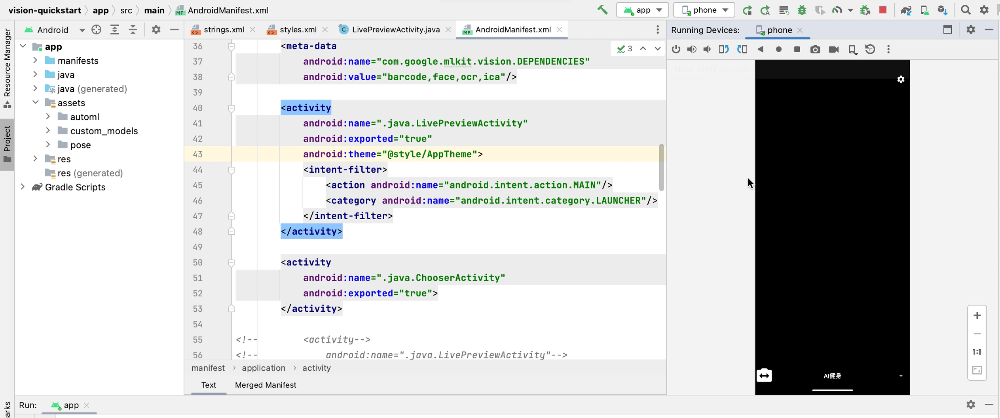 vision-quickstart app src main MF AndroidManifest.xml app phone
Resource Manager
Project
Android
app
manifests
java
java (generated)
assets
automl
custom_models
pose
res
res (generated)
Gradle Scripts
strings.xml styles.xml C LivePreviewActivity.java MF AndroidManifest.xml
3
36 <meta-data
37 android:name="com.google.mlkit.vision.DEPENDENCIES"
38 android:value="barcode,face,ocr,ica"/>
39
40 <activity
41 android:name=".java.LivePreviewActivity"
42 android:exported="true"
43 android:theme="@style/AppTheme">
44 <intent-filter>
45 <action android:name="android.intent.action.MAIN"/>
46 <category android:name="android.intent.category.LAUNCHER"/>
47 </intent-filter>
48 </activity>
49
50 <activity
51 android:name=".java.ChooserActivity"
52 android:exported="true">
53 </activity>
54
55 <!-- <activity-->
56 <!-- android:name=".java.LivePreviewActivity"-->
manifest › application › activity
Text Merged Manifest
Running Devices: phone
Hold Shift to contr
AI健身
1:1
Run: app